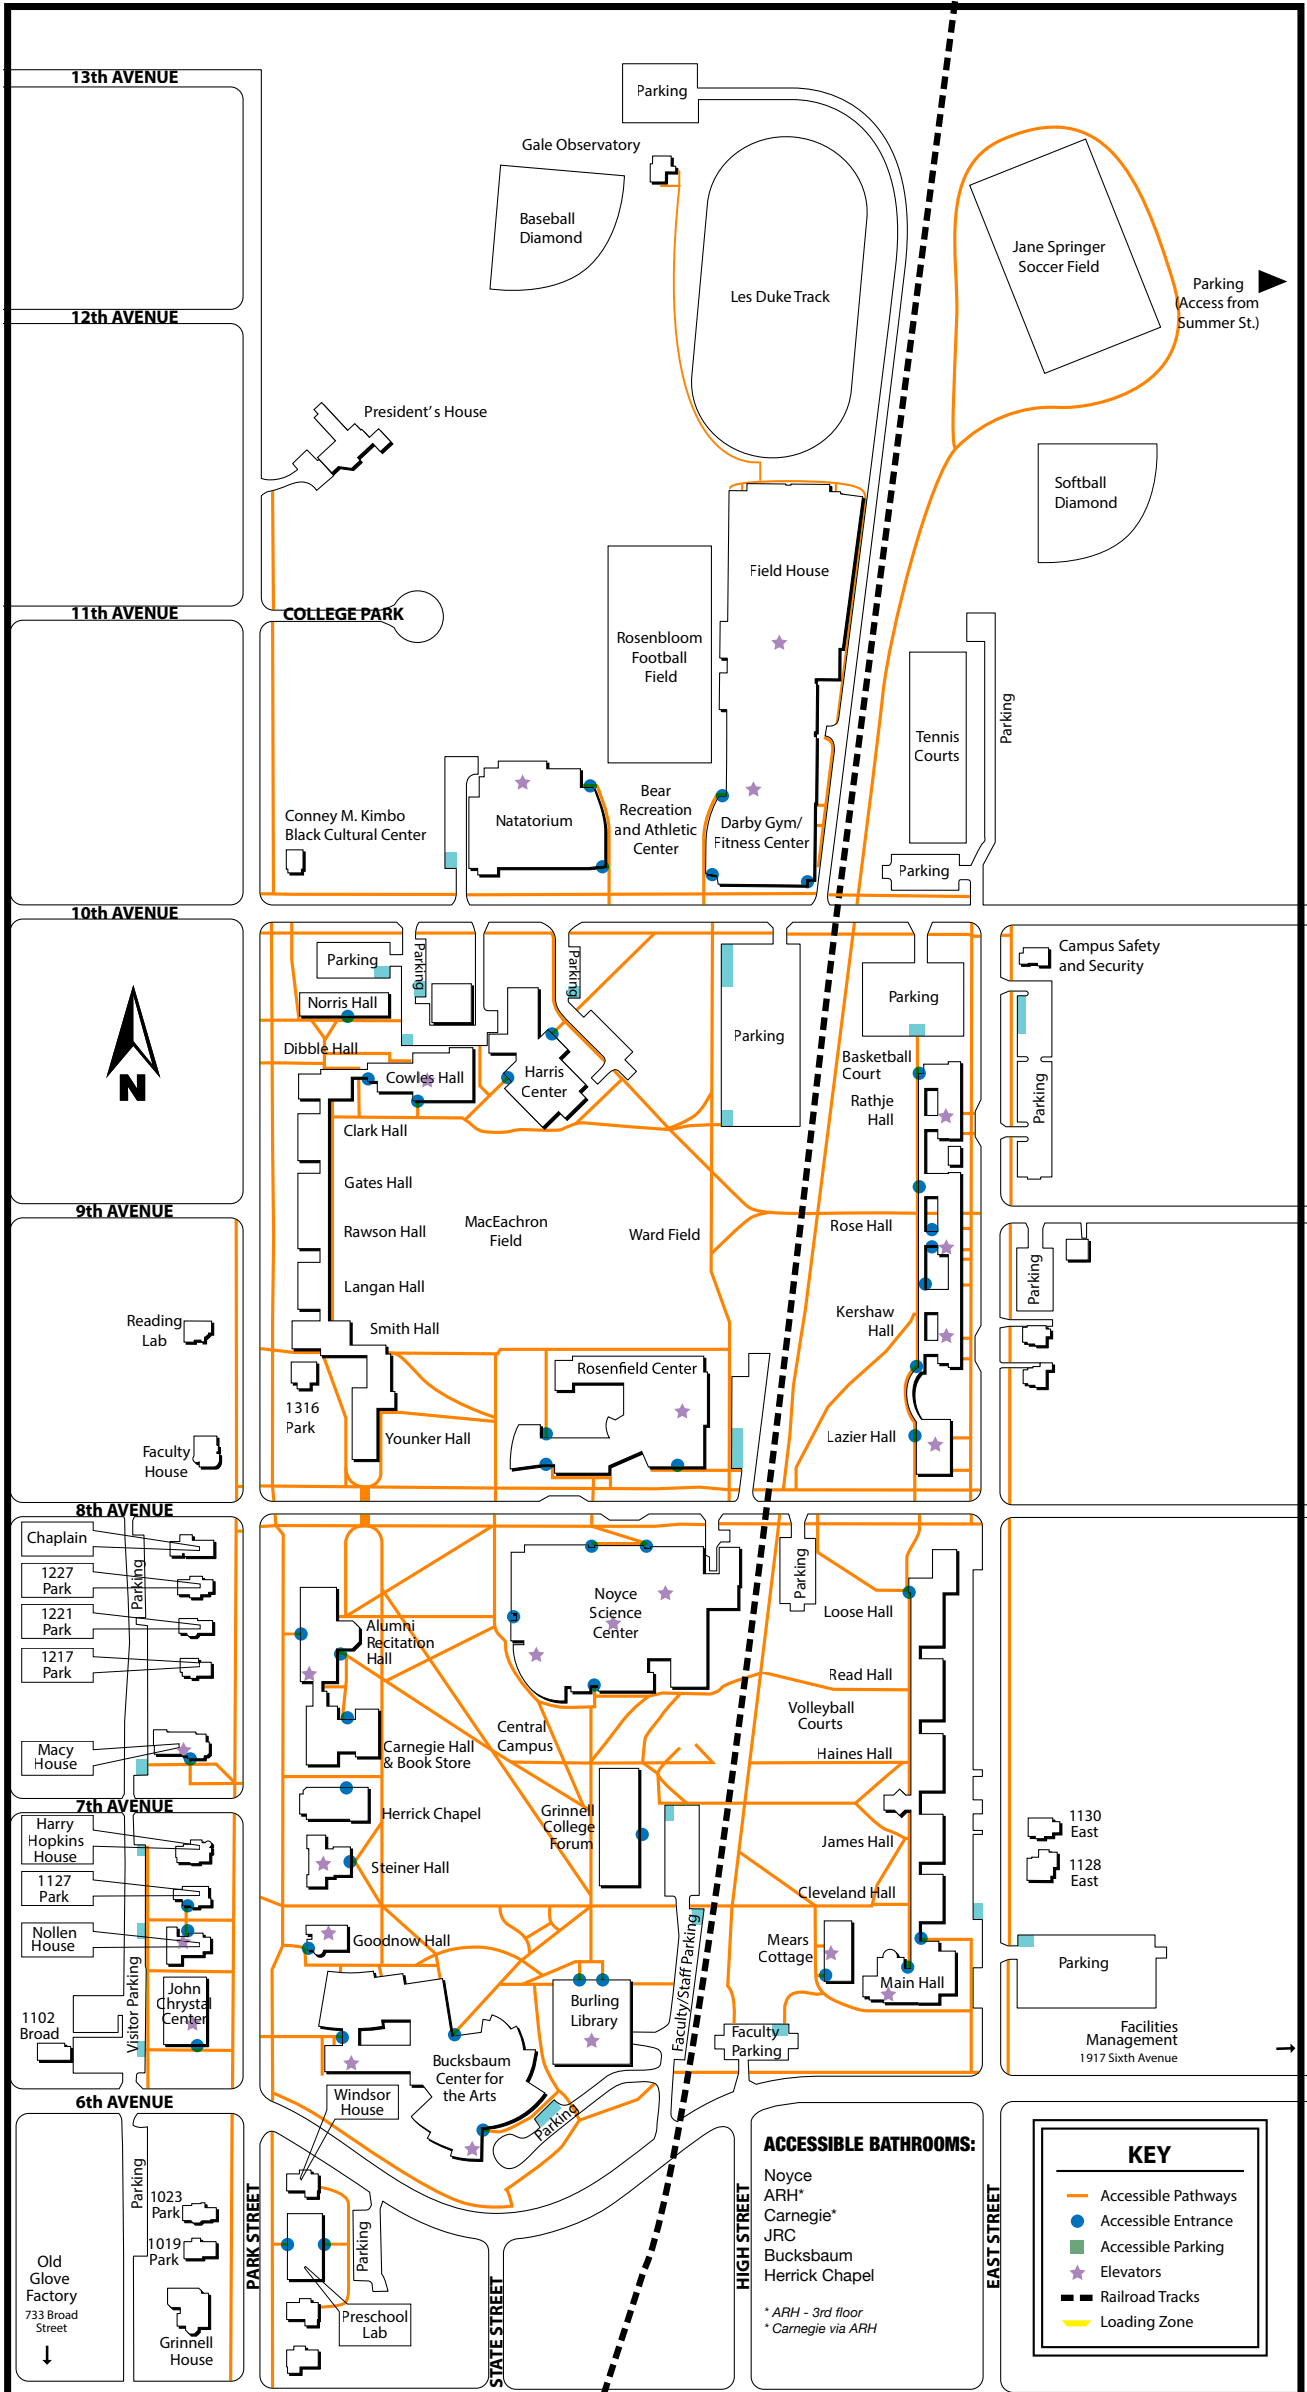 13th AVENUE
Parking
Gale Observatory
Baseball
Diamond
Les Duke Track
Jane Springer
Soccer Field
Parking
(Access from
Summer St.)
12th AVENUE
President's House
Softball
Diamond
Field House
11th AVENUE
COLLEGE PARK
Rosenbloom
Football
Field
Parking
Tennis
Courts
Conney M. Kimbo
Black Cultural Center
Natatorium
Bear
Recreation
and Athletic
Center
Darby Gym/
Fitness Center
Parking
10th AVENUE
Parking
Parking
Parking
Campus Safety
and Security
Norris Hall
Parking
Parking
Dibble Hall
Cowles Hall
Harris
Center
Basketball
Court
Rathje
Hall
Parking
N
Clark Hall
Gates Hall
9th AVENUE
Rawson Hall
MacEachron
Field
Ward Field
Rose Hall
Langan Hall
Parking
Reading
Lab
Smith Hall
Kershaw
Hall
Rosenfield Center
1316
Park
Younker Hall
Lazier Hall
Faculty
House
8th AVENUE
Chaplain
1227
Park
1221
Park
1217
Park
Parking
Macy
House
Alumni
Recitation
Hall
Noyce
Science
Center
Parking
Loose Hall
Read Hall
Volleyball
Courts
Central
Campus
Carnegie Hall
& Book Store
Haines Hall
7th AVENUE
Harry
Hopkins
House
1127
Park
Nollen
House
Herrick Chapel
Grinnell
College
Forum
Steiner Hall
James Hall
1130
East
1128
East
Cleveland Hall
Goodnow Hall
Faculty/Staff Parking
Mears
Cottage
Main Hall
Parking
Visitor Parking
John
Chrystal
Center
1102
Broad
Burling
Library
Faculty
Parking
Facilities
Management
1917 Sixth Avenue
Bucksbaum
Center for
the Arts
Windsor
House
Parking
6th AVENUE
Parking
1023
Park
1019
Park
PARK STREET
Parking
Old
Glove
Factory
733 Broad
Street
Grinnell
House
Preschool
Lab
STATE STREET
HIGH STREET
ACCESSIBLE BATHROOMS:
Noyce
ARH*
Carnegie*
JRC
Bucksbaum
Herrick Chapel
* ARH - 3rd floor
* Carnegie via ARH
EAST STREET
KEY
Accessible Pathways
Accessible Entrance
Accessible Parking
Elevators
Railroad Tracks
Loading Zone